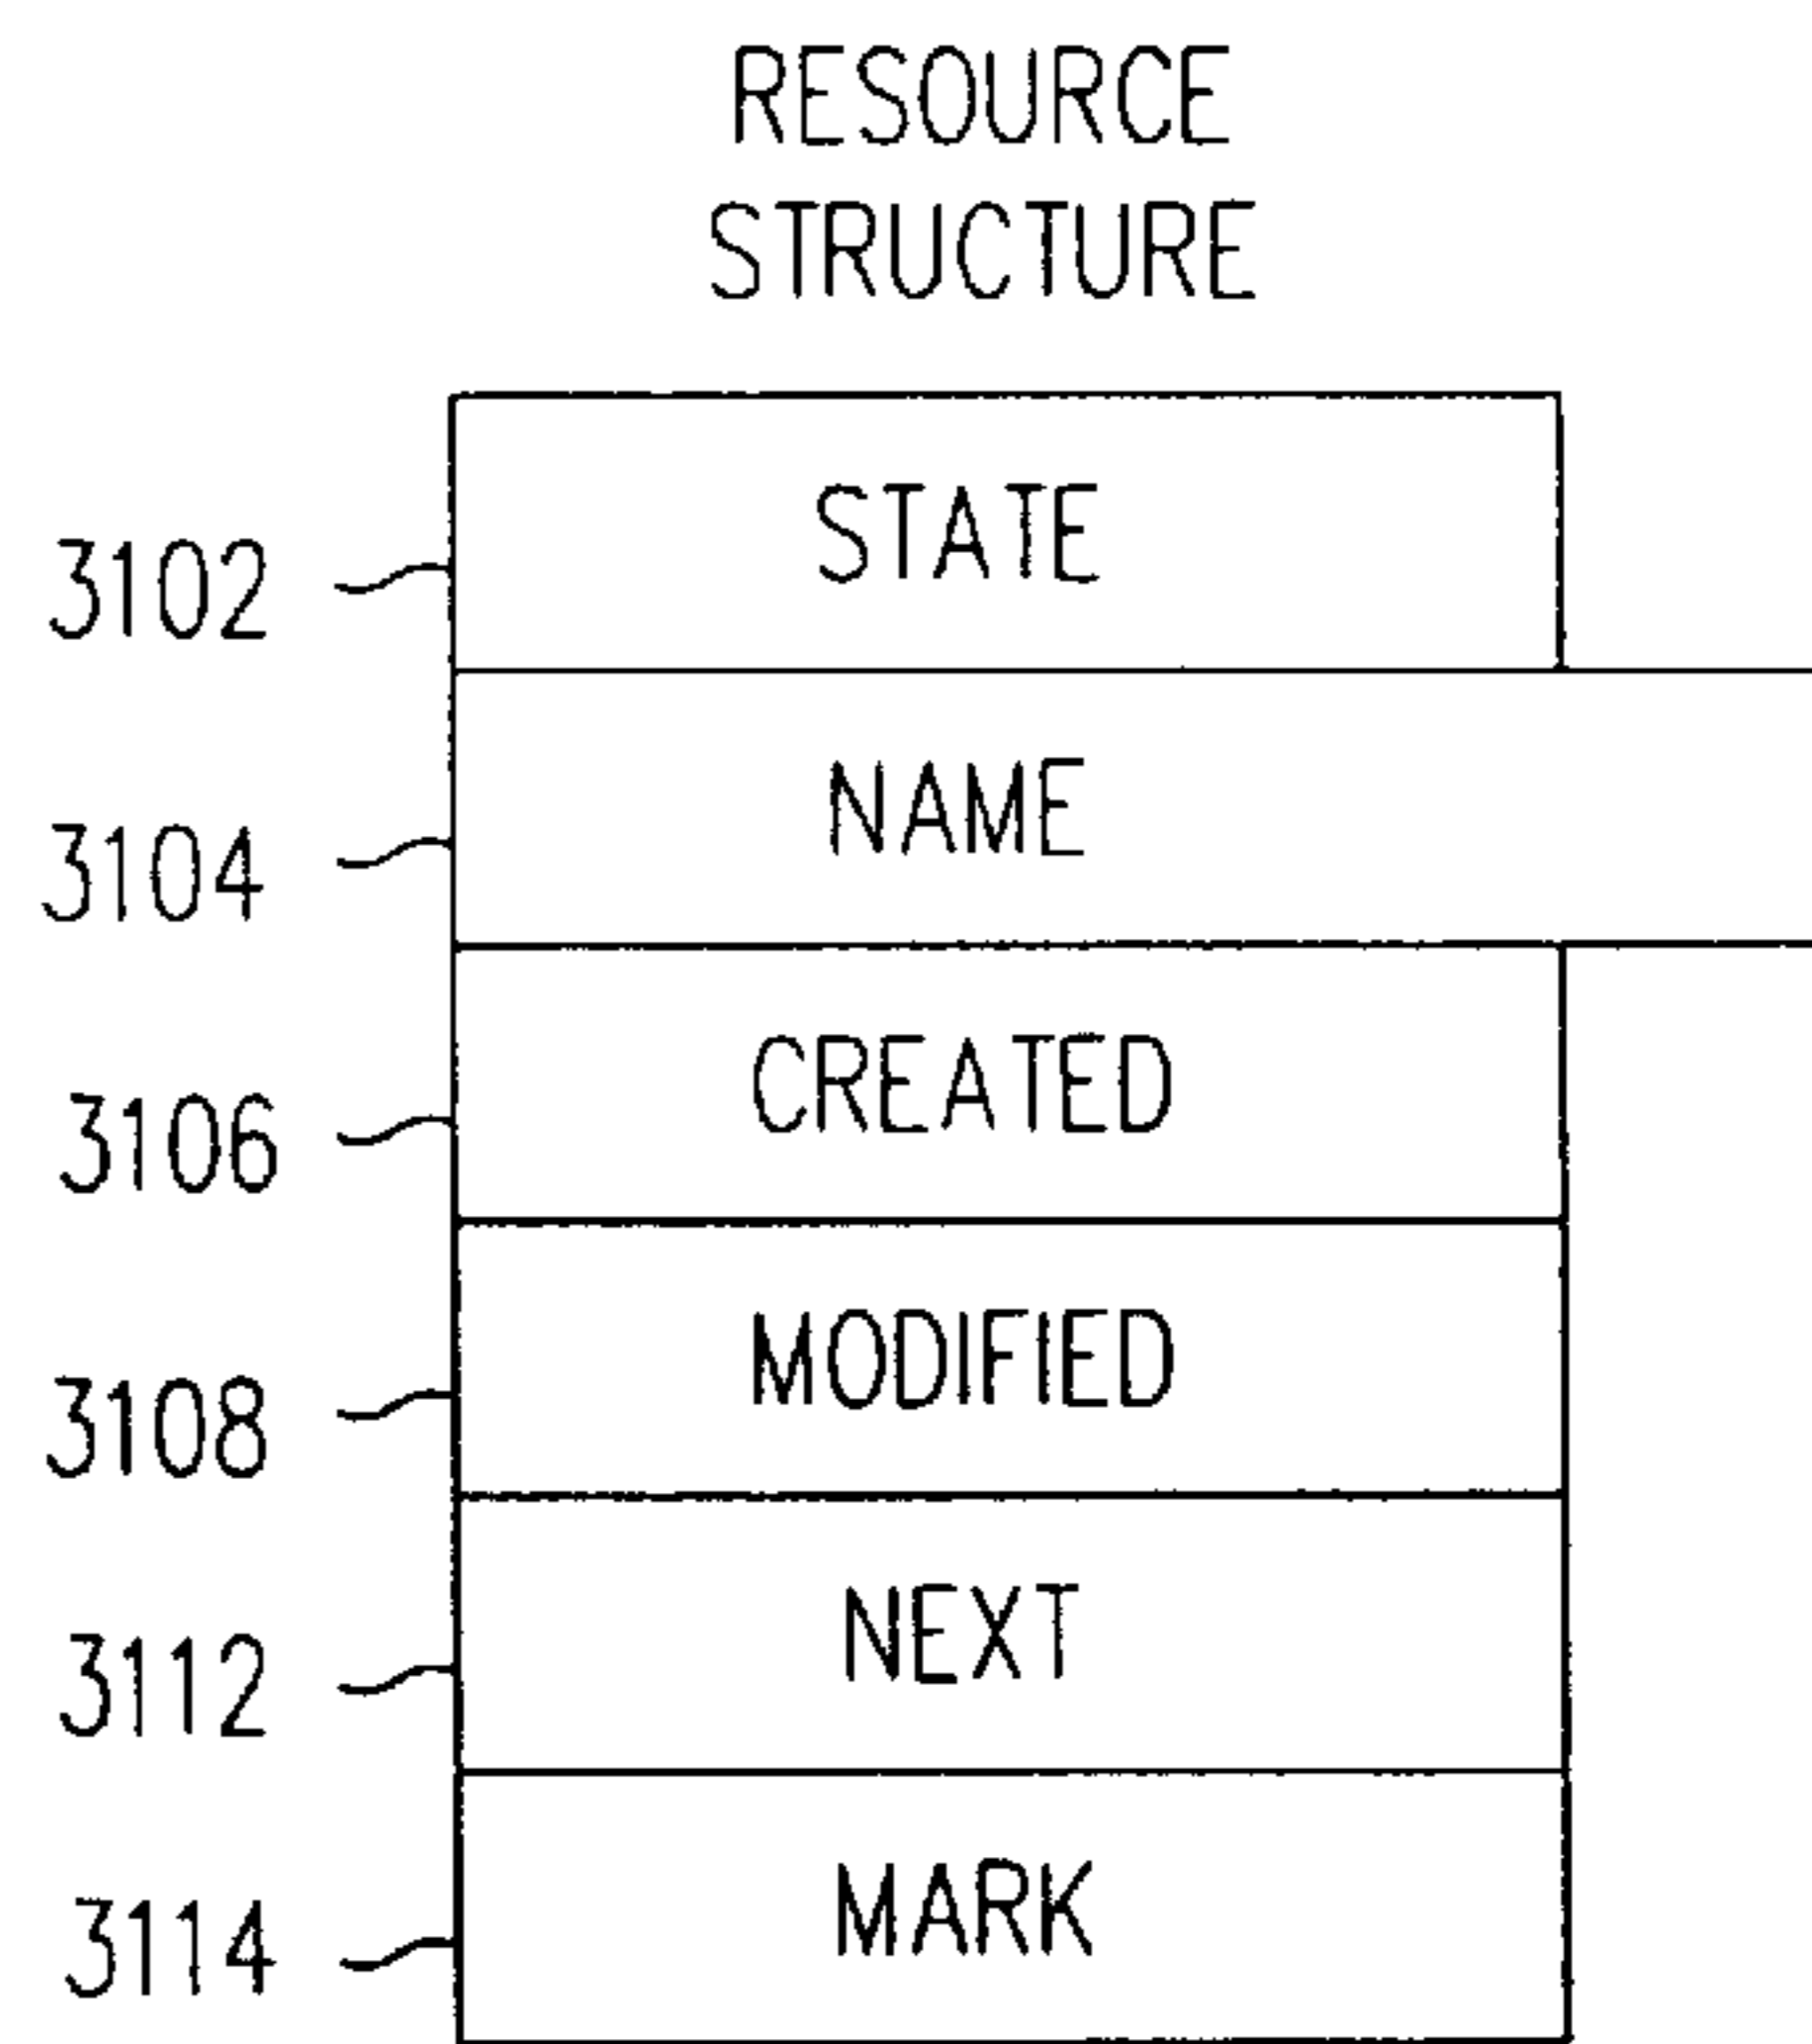 RESOURCE
STRUCTURE
3102 STATE
3104 NAME
3106 CREATED
3108 MODIFIED
3112 NEXT
3114 MARK